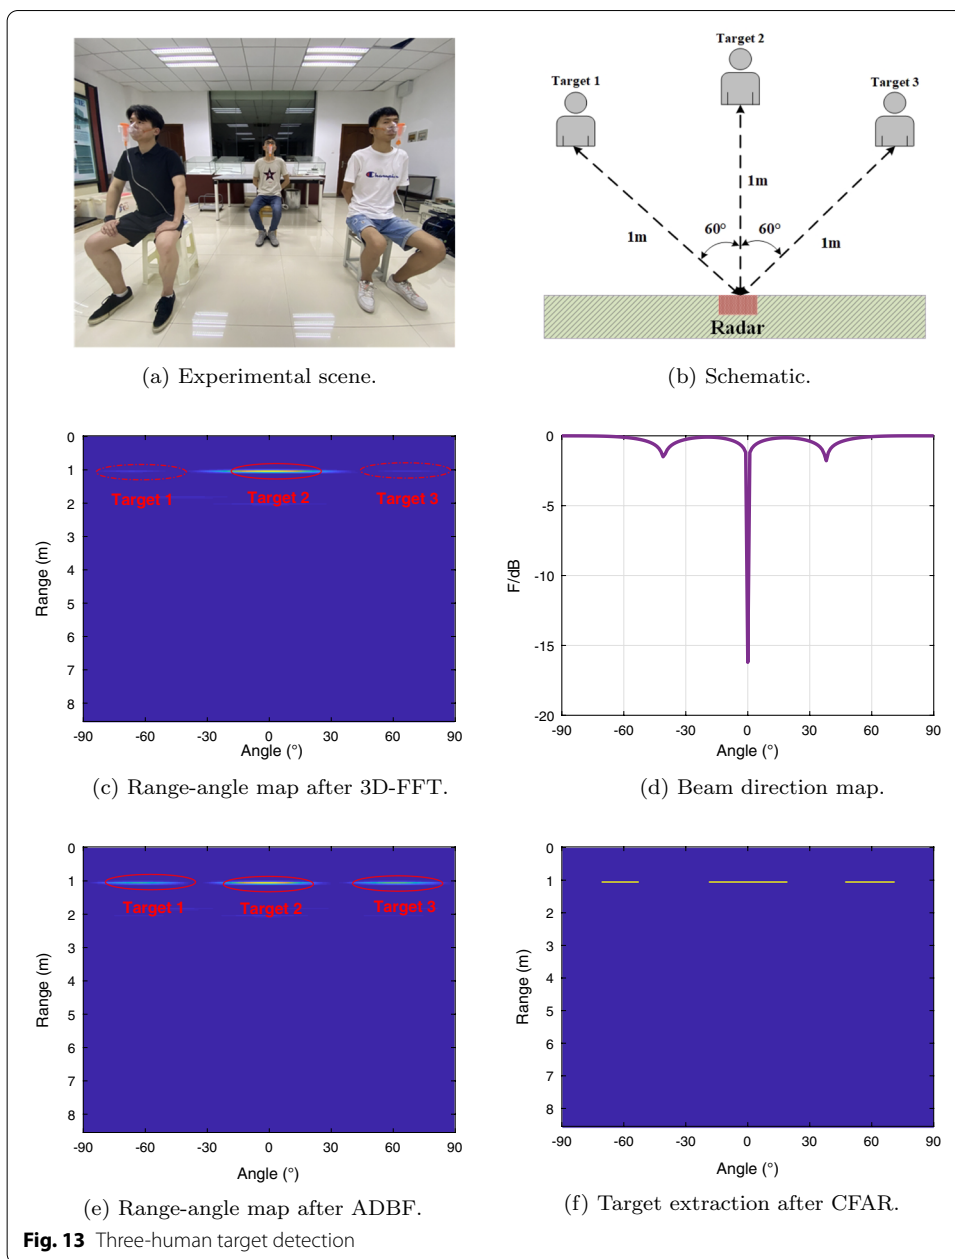 Champion
Target 2
Target 1
Target 3
1m
60°
60°
1m
1m
Radar
(a) Experimental scene.
(b) Schematic.
0
1
2
3
4
5
6
7
8
Range (m)
Target 1
Target 2
Target 3
-90
-60
-30
0
30
60
90
Angle (°)
(c) Range-angle map after 3D-FFT.
0
-5
-10
-15
-20
F/dB
-90
-60
-30
0
30
60
90
Angle (°)
(d) Beam direction map.
0
1
2
3
4
5
6
7
8
Range (m)
Target 1
Target 2
Target 3
-90
-60
-30
0
30
60
90
Angle (°)
(e) Range-angle map after ADBF.
0
1
2
3
4
5
6
7
8
Range (m)
-90
-60
-30
0
30
60
90
Angle (°)
(f) Target extraction after CFAR.
Fig. 13 Three-human target detection